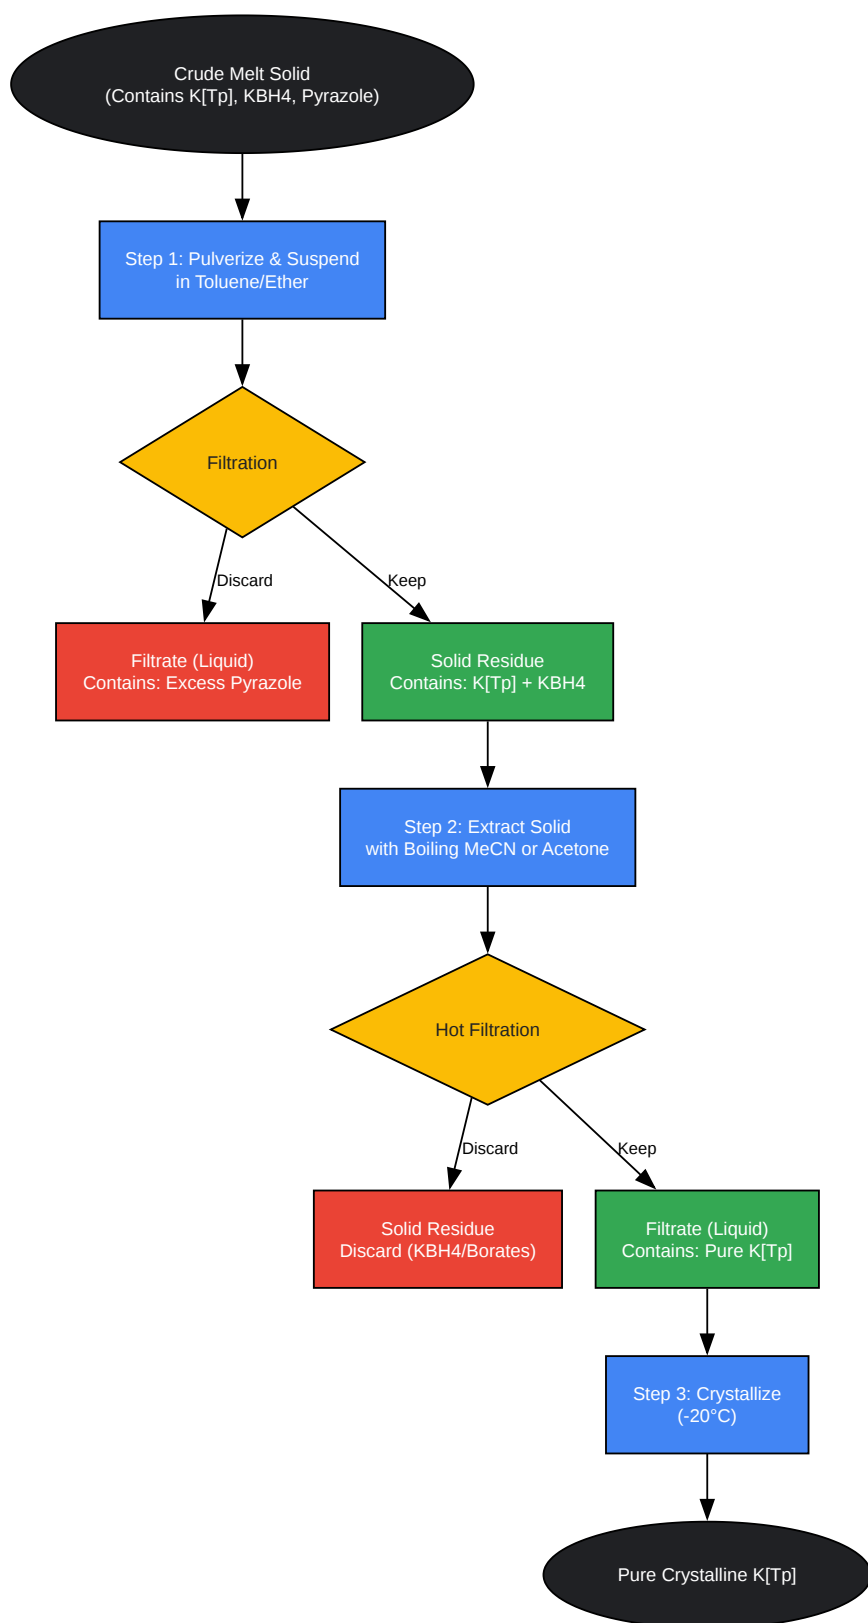 Crude Melt Solid
(Contains K[Tp], KBH4, Pyrazole)
Step 1: Pulverize & Suspend
in Toluene/Ether
Filtration
Discard
Keep
Filtrate (Liquid)
Contains: Excess Pyrazole
Solid Residue
Contains: K[Tp] + KBH4
Step 2: Extract Solid
with Boiling MeCN or Acetone
Hot Filtration
Discard
Keep
Solid Residue
Discard (KBH4/Borates)
Filtrate (Liquid)
Contains: Pure K[Tp]
Step 3: Crystallize
(-20°C)
Pure Crystalline K[Tp]